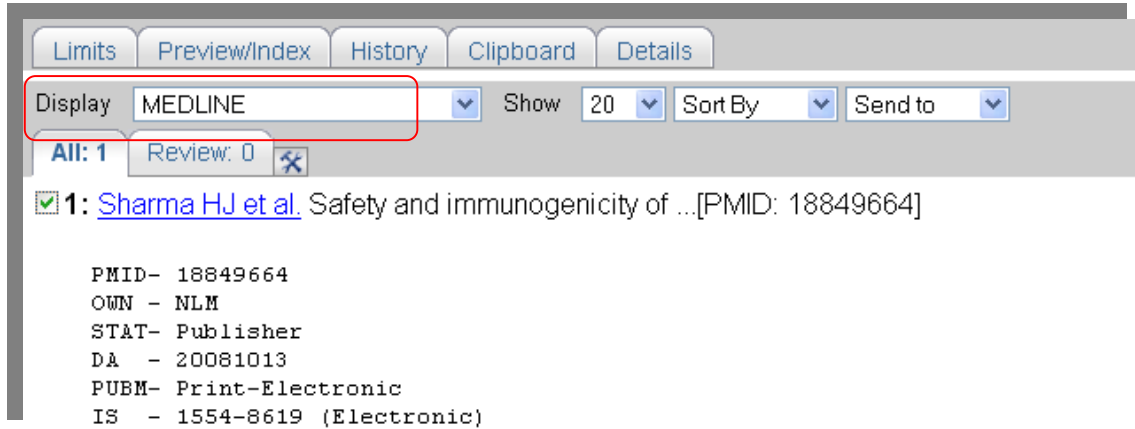 Limits Preview/Index History Clipboard Details
Display MEDLINE Show 20 Sort By Send to
All: 1 Review: 0
1: Sharma HJ et al. Safety and immunogenicity of ...[PMID: 18849664]
PMID- 18849664
OWN - NLM
STAT- Publisher
DA - 20081013
PUBM- Print-Electronic
IS - 1554-8619 (Electronic)